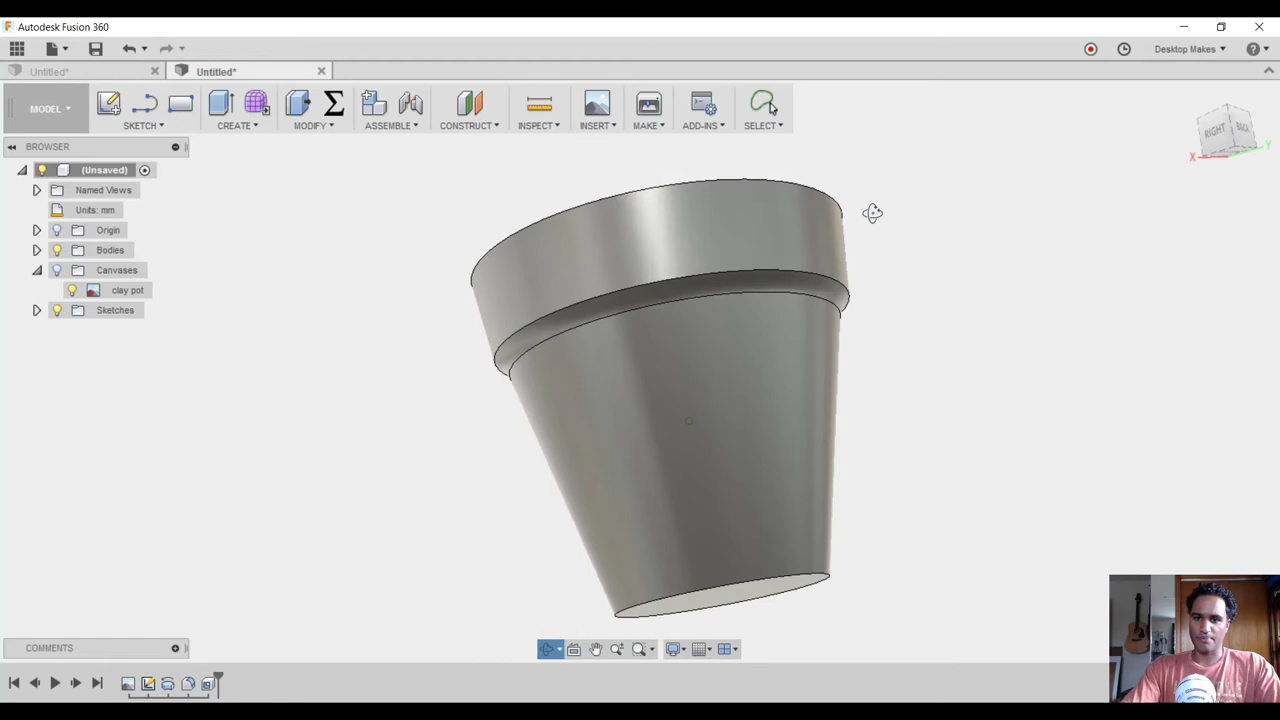 Autodesk Fusion 360
Desktop Makes
Untitled*
Untitled*
MODEL
SKETCH
CREATE
MODIFY
ASSEMBLE
CONSTRUCT
INSPECT
INSERT
MAKE
ADD-INS
SELECT
BROWSER
(Unsaved)
Named Views
Units: mm
Origin
Bodies
Canvases
clay pot
Sketches
RIGHT
BACK
X
Y
COMMENTS